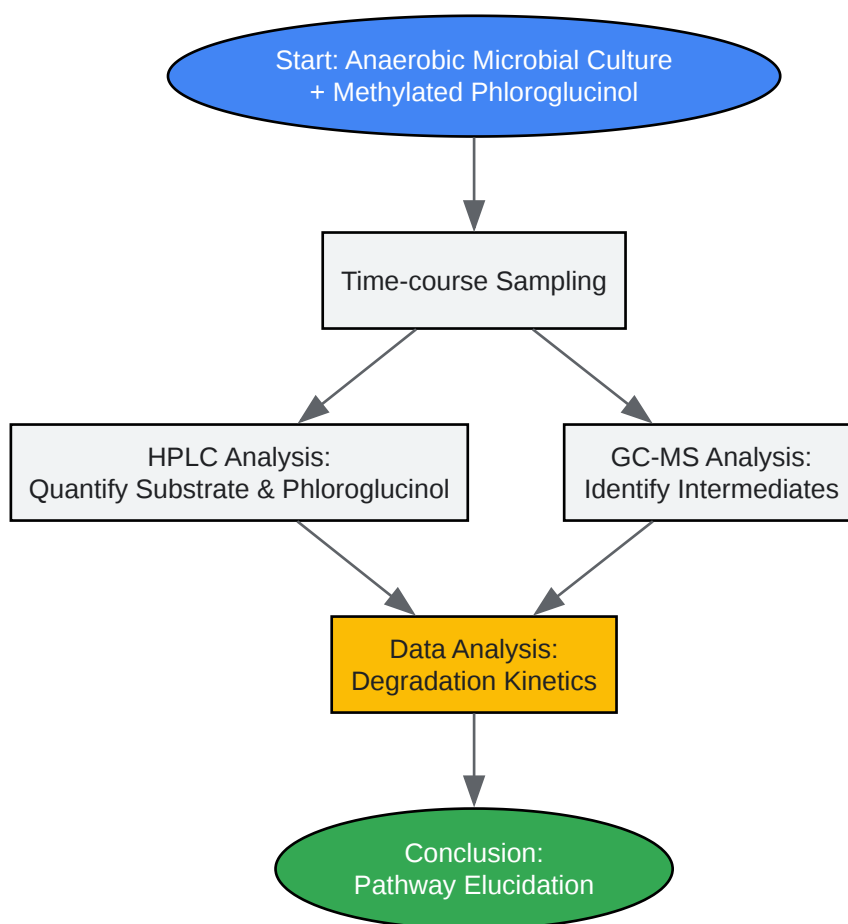 Start: Anaerobic Microbial Culture
+ Methylated Phloroglucinol
Time-course Sampling
HPLC Analysis:
Quantify Substrate & Phloroglucinol
GC-MS Analysis:
Identify Intermediates
Data Analysis:
Degradation Kinetics
Conclusion:
Pathway Elucidation